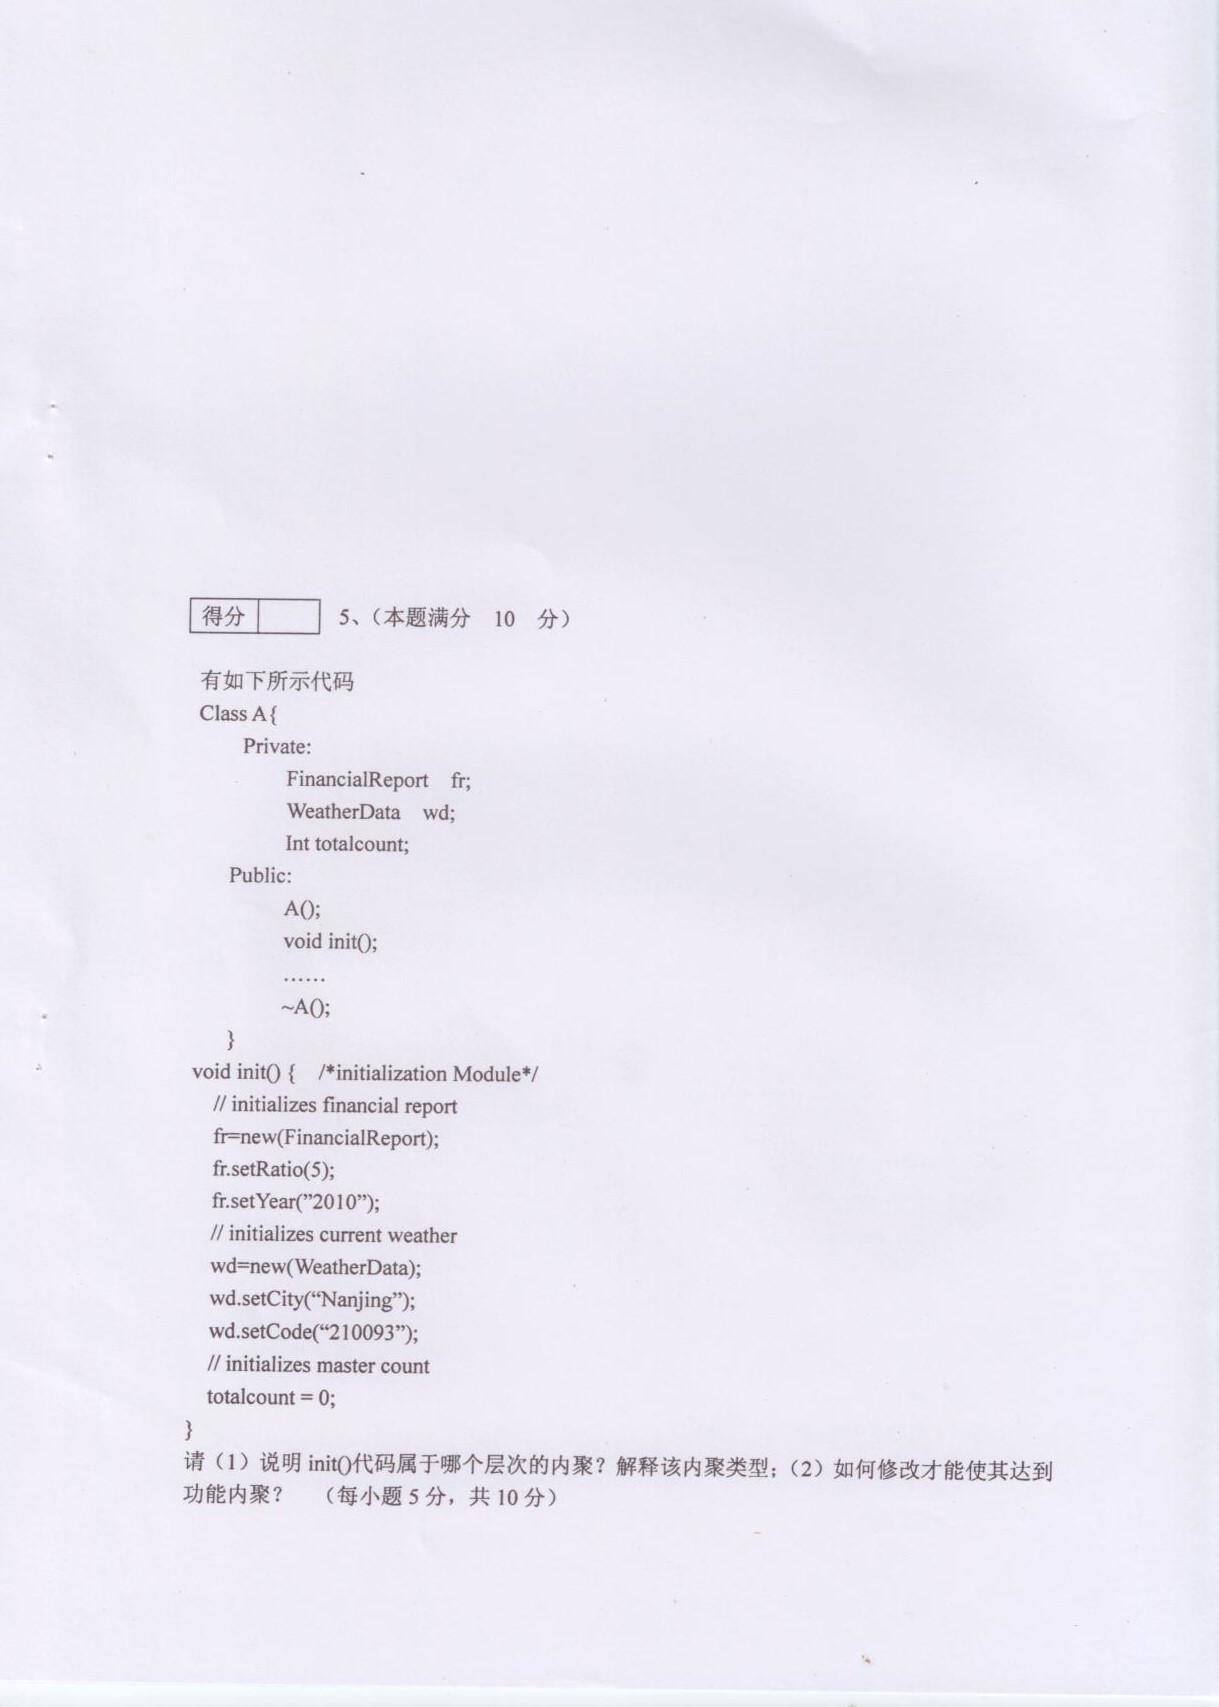 得分 5、（本题满分 10 分）
有如下所示代码
Class A{
Private:
FinancialReport fr;
WeatherData wd;
Int totalcount;
Public:
A();
void init();
……
~A();
}
void init() { /*initialization Module*/
// initializes financial report
fr=new(FinancialReport);
fr.setRatio(5);
fr.setYear(”2010”);
// initializes current weather
wd=new(WeatherData);
wd.setCity(“Nanjing”);
wd.setCode(“210093”);
// initializes master count
totalcount = 0;
}
请（1）说明 init()代码属于哪个层次的内聚？解释该内聚类型；（2）如何修改才能使其达到
功能内聚？ （每小题 5 分，共 10 分）